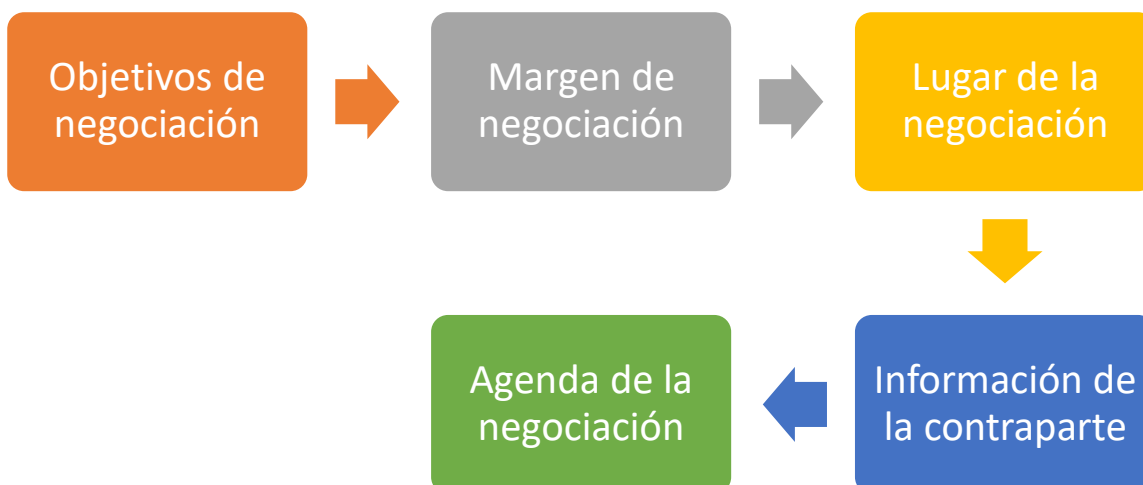 Objetivos de
negociación
Margen de
negociación
Lugar de la
negociación
Información de
la contraparte
Agenda de la
negociación